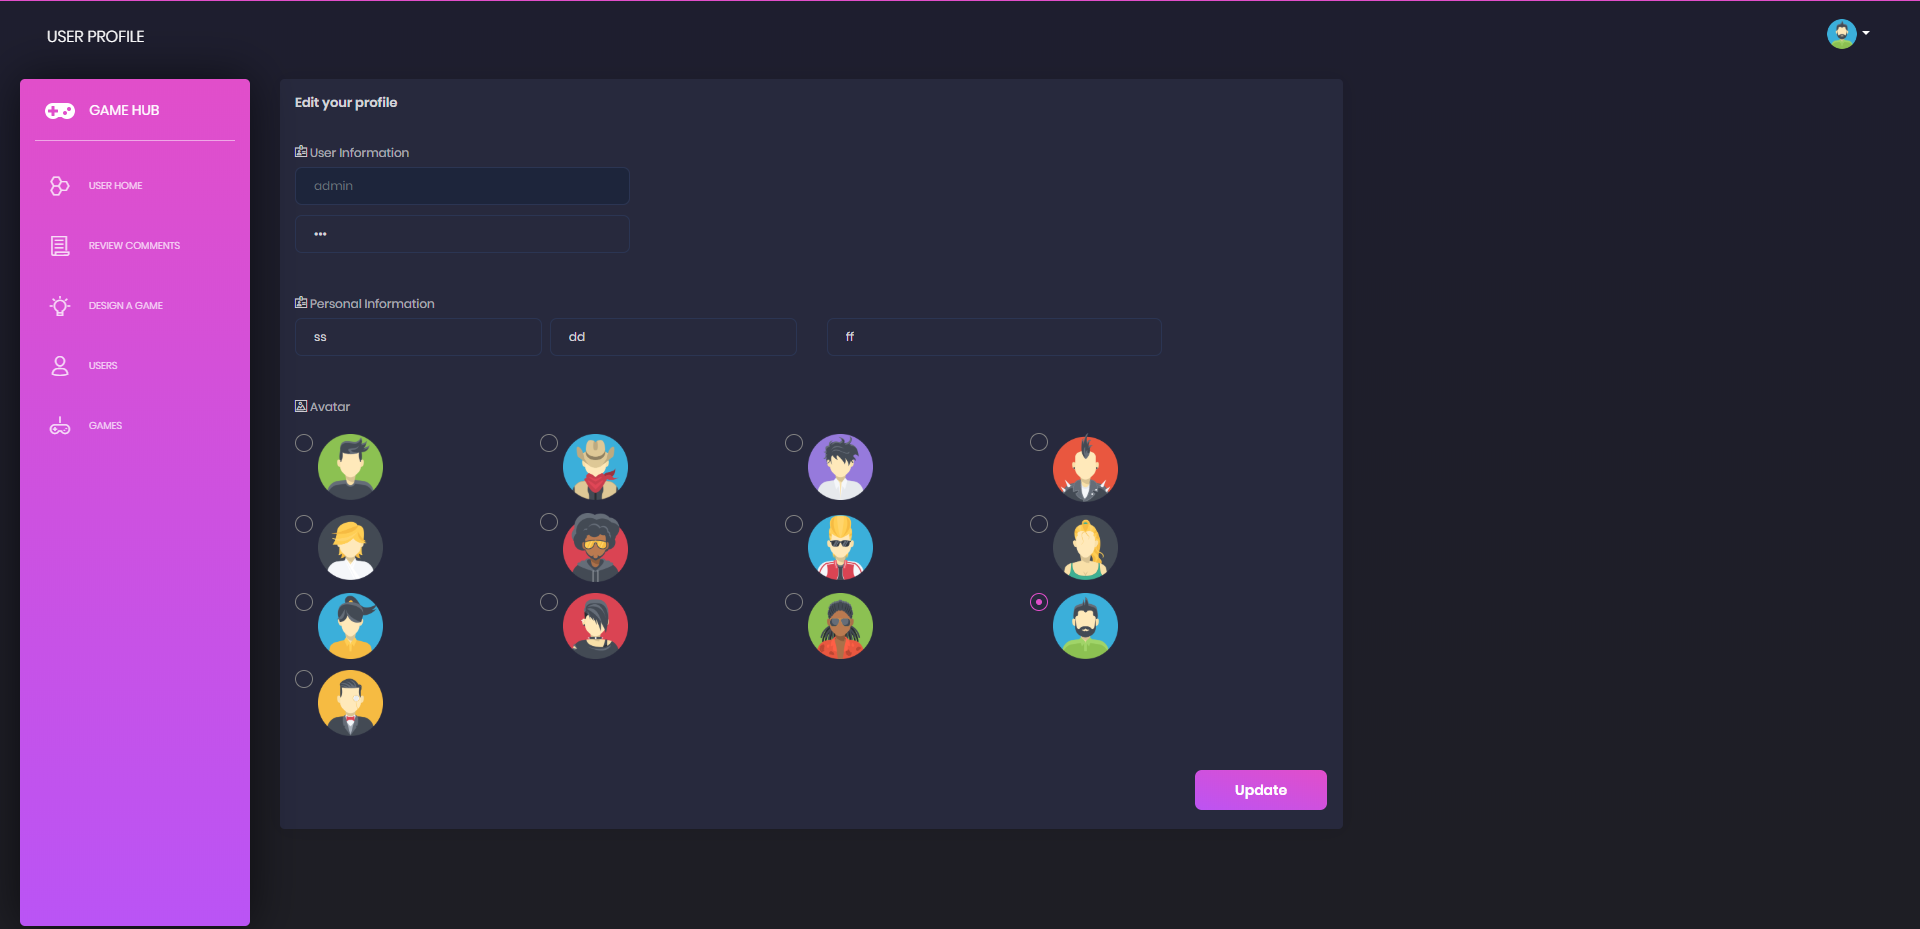 USER PROFILE
GAME HUB
USER HOME
REVIEW COMMENTS
DESIGN A GAME
USERS
GAMES
Edit your profile
User Information
admin
•••
Personal Information
ss dd ff
Avatar
Update